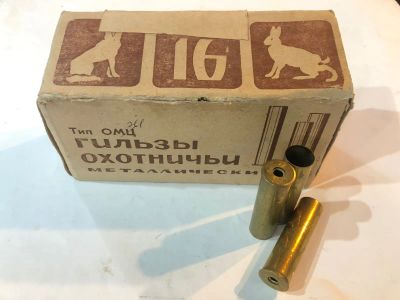 16
Тип ОМЦ
ГИЛЬЗЫ
ОХОТНИЧЬИ
МЕТАЛЛИЧЕСКИ